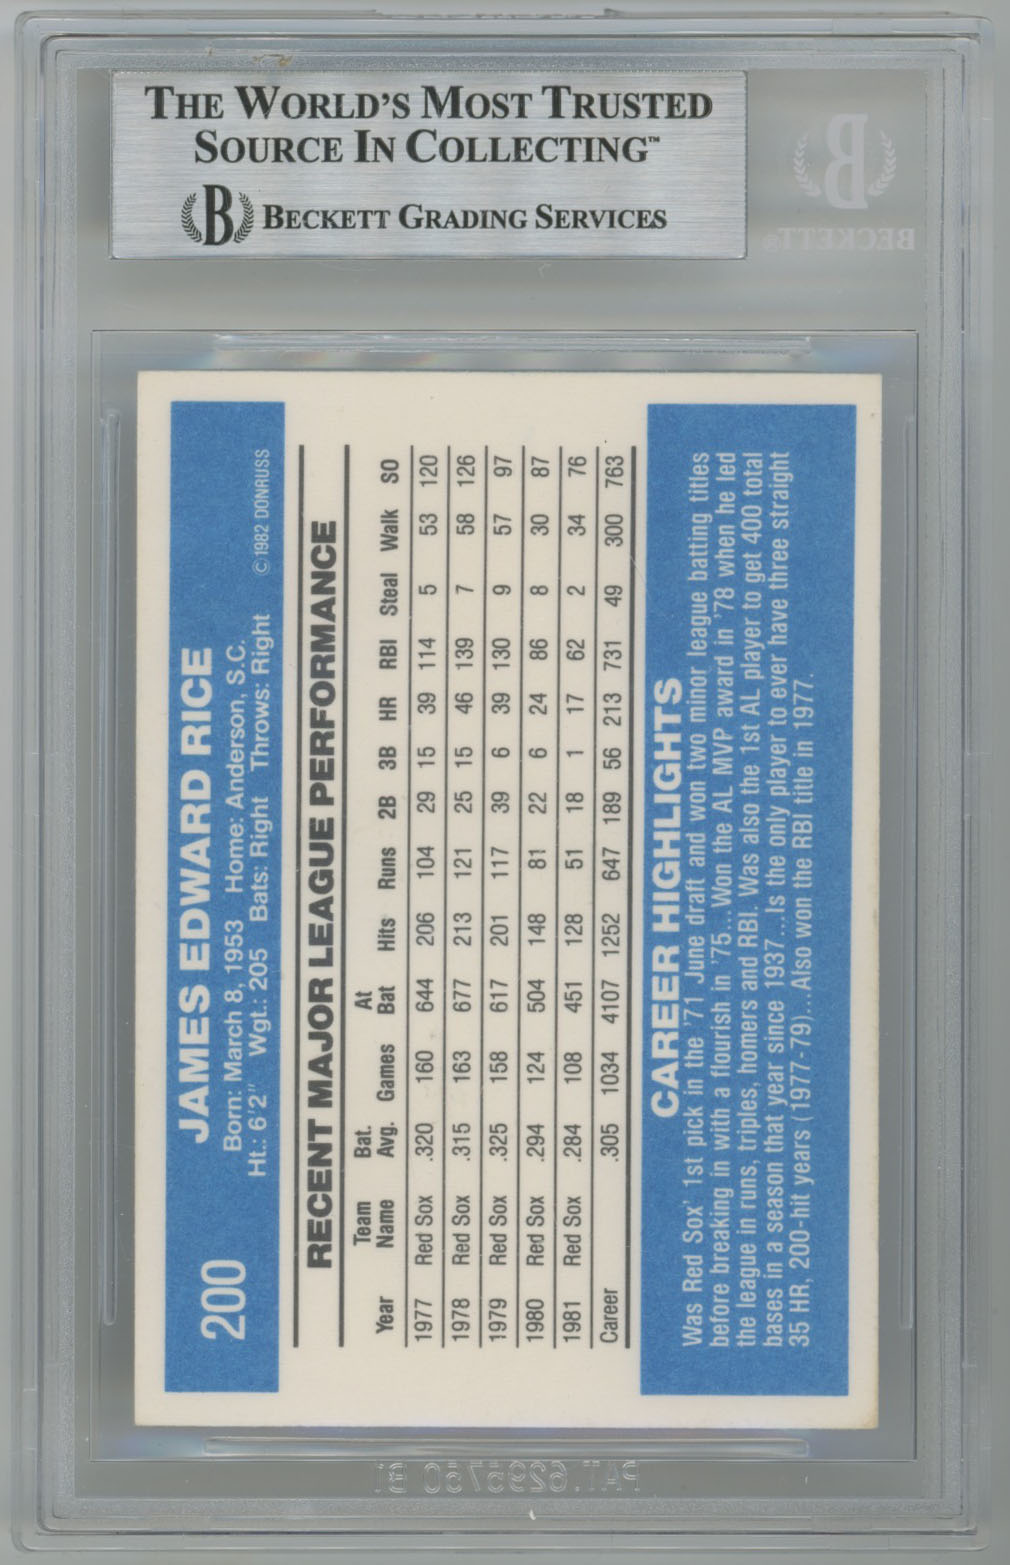 THE WORLD'S MOST TRUSTED
SOURCE IN COLLECTING™
B BECKETT GRADING SERVICES
B
BECKETT®
200 JAMES EDWARD RICE
Born: March 8, 1953 Home: Anderson, S.C.
Ht.: 6'2" Wgt.: 205 Bats: Right Throws: Right ©1982 DONRUSS
RECENT MAJOR LEAGUE PERFORMANCE
Year Team Name Bat. Avg. Games At Bat Hits Runs 2B 3B HR RBI Steal Walk SO
1977 Red Sox .320 160 644 206 104 29 15 39 114 5 53 120
1978 Red Sox .315 163 677 213 121 25 15 46 139 7 58 126
1979 Red Sox .325 158 617 201 117 39 6 39 130 9 57 97
1980 Red Sox .294 124 504 148 81 22 6 24 86 8 30 87
1981 Red Sox .284 108 451 128 51 18 1 17 62 2 34 76
Career .305 1034 4107 1252 647 189 56 213 731 49 300 763
CAREER HIGHLIGHTS
Was Red Sox' 1st pick in the '71 June draft and won two minor league batting titles
before breaking in with a flourish in '75...Won the AL MVP award in '78 when he led
the league in runs, triples, homers and RBI. Was also the 1st AL player to get 400 total
bases in a season that year since 1937...Is the only player to ever have three straight
35 HR, 200-hit years (1977-79)...Also won the RBI title in 1977.